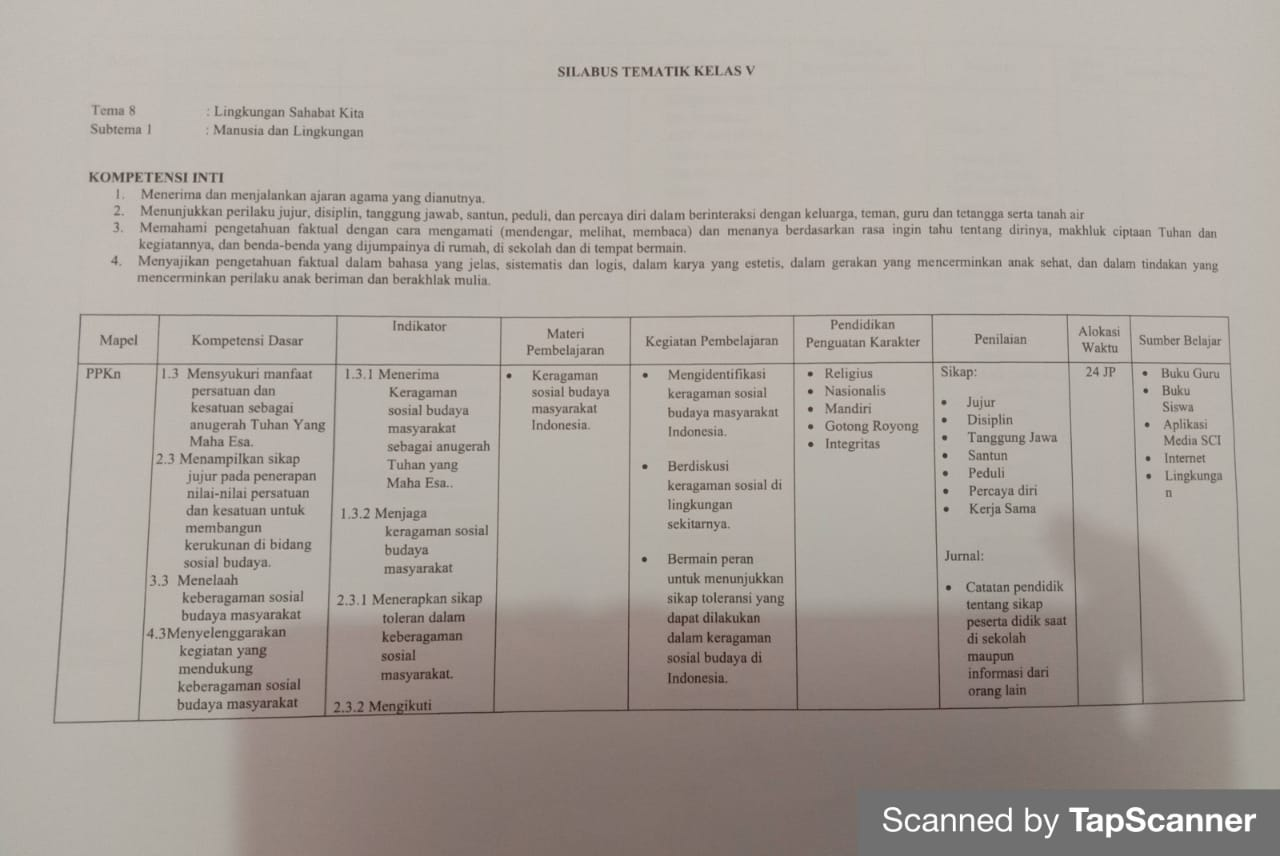 SILABUS TEMATIK KELAS V
Tema 8 : Lingkungan Sahabat Kita
Subtema 1 : Manusia dan Lingkungan
KOMPETENSI INTI
1. Menerima dan menjalankan ajaran agama yang dianutnya.
2. Menunjukkan perilaku jujur, disiplin, tanggung jawab, santun, peduli, dan percaya diri dalam berinteraksi dengan keluarga, teman, guru dan tetangga serta tanah air
3. Memahami pengetahuan faktual dengan cara mengamati (mendengar, melihat, membaca) dan menanya berdasarkan rasa ingin tahu tentang dirinya, makhluk ciptaan Tuhan dan
kegiatannya, dan benda-benda yang dijumpainya di rumah, di sekolah dan di tempat bermain.
4. Menyajikan pengetahuan faktual dalam bahasa yang jelas, sistematis dan logis, dalam karya yang estetis, dalam gerakan yang mencerminkan anak sehat, dan dalam tindakan yang
mencerminkan perilaku anak beriman dan berakhlak mulia.
Mapel
Kompetensi Dasar
Indikator
Materi
Pembelajaran
Kegiatan Pembelajaran
Pendidikan
Penguatan Karakter
Penilaian
Alokasi
Waktu
Sumber Belajar
PPKn
1.3 Mensyukuri manfaat
persatuan dan
kesatuan sebagai
anugerah Tuhan Yang
Maha Esa.
2.3 Menampilkan sikap
jujur pada penerapan
nilai-nilai persatuan
dan kesatuan untuk
membangun
kerukunan di bidang
sosial budaya.
3.3 Menelaah
keberagaman sosial
budaya masyarakat
4.3Menyelenggarakan
kegiatan yang
mendukung
keberagaman sosial
budaya masyarakat
1.3.1 Menerima
Keragaman
sosial budaya
masyarakat
sebagai anugerah
Tuhan yang
Maha Esa..
1.3.2 Menjaga
keragaman sosial
budaya
masyarakat
2.3.1 Menerapkan sikap
toleran dalam
keberagaman
sosial
masyarakat.
2.3.2 Mengikuti
• Keragaman
sosial budaya
masyarakat
Indonesia.
• Mengidentifikasi
keragaman sosial
budaya masyarakat
Indonesia.
• Berdiskusi
keragaman sosial di
lingkungan
sekitarnya.
• Bermain peran
untuk menunjukkan
sikap toleransi yang
dapat dilakukan
dalam keragaman
sosial budaya di
Indonesia.
• Religius
• Nasionalis
• Mandiri
• Gotong Royong
• Integritas
Sikap:
• Jujur
• Disiplin
• Tanggung Jawa
• Santun
• Peduli
• Percaya diri
• Kerja Sama
Jurnal:
• Catatan pendidik
tentang sikap
peserta didik saat
di sekolah
maupun
informasi dari
orang lain
24 JP
• Buku Guru
• Buku
Siswa
• Aplikasi
Media SCI
• Internet
• Lingkunga
n
Scanned by TapScanner